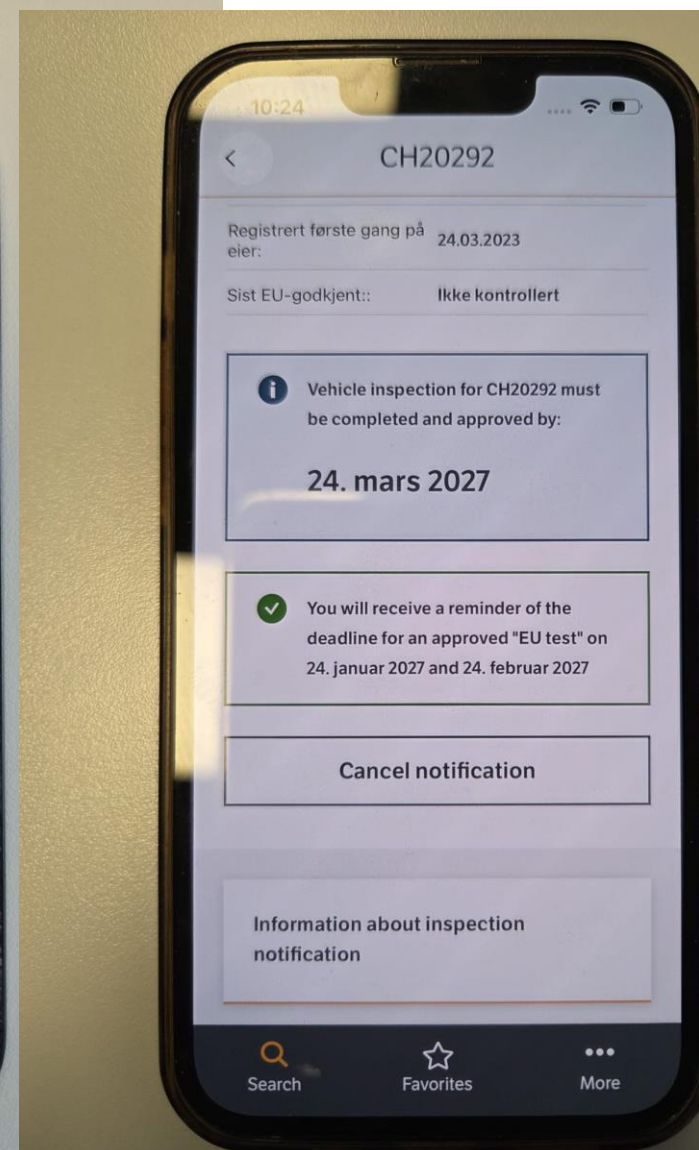 10:24
CH20292
Registrert første gang på
eier:
24.03.2023
Sist EU-godkjent::
Ikke kontrollert
Vehicle inspection for CH20292 must
be completed and approved by:
24. mars 2027
You will receive a reminder of the
deadline for an approved "EU test" on
24. januar 2027 and 24. februar 2027
Cancel notification
Information about inspection
notification
Search
Favorites
More